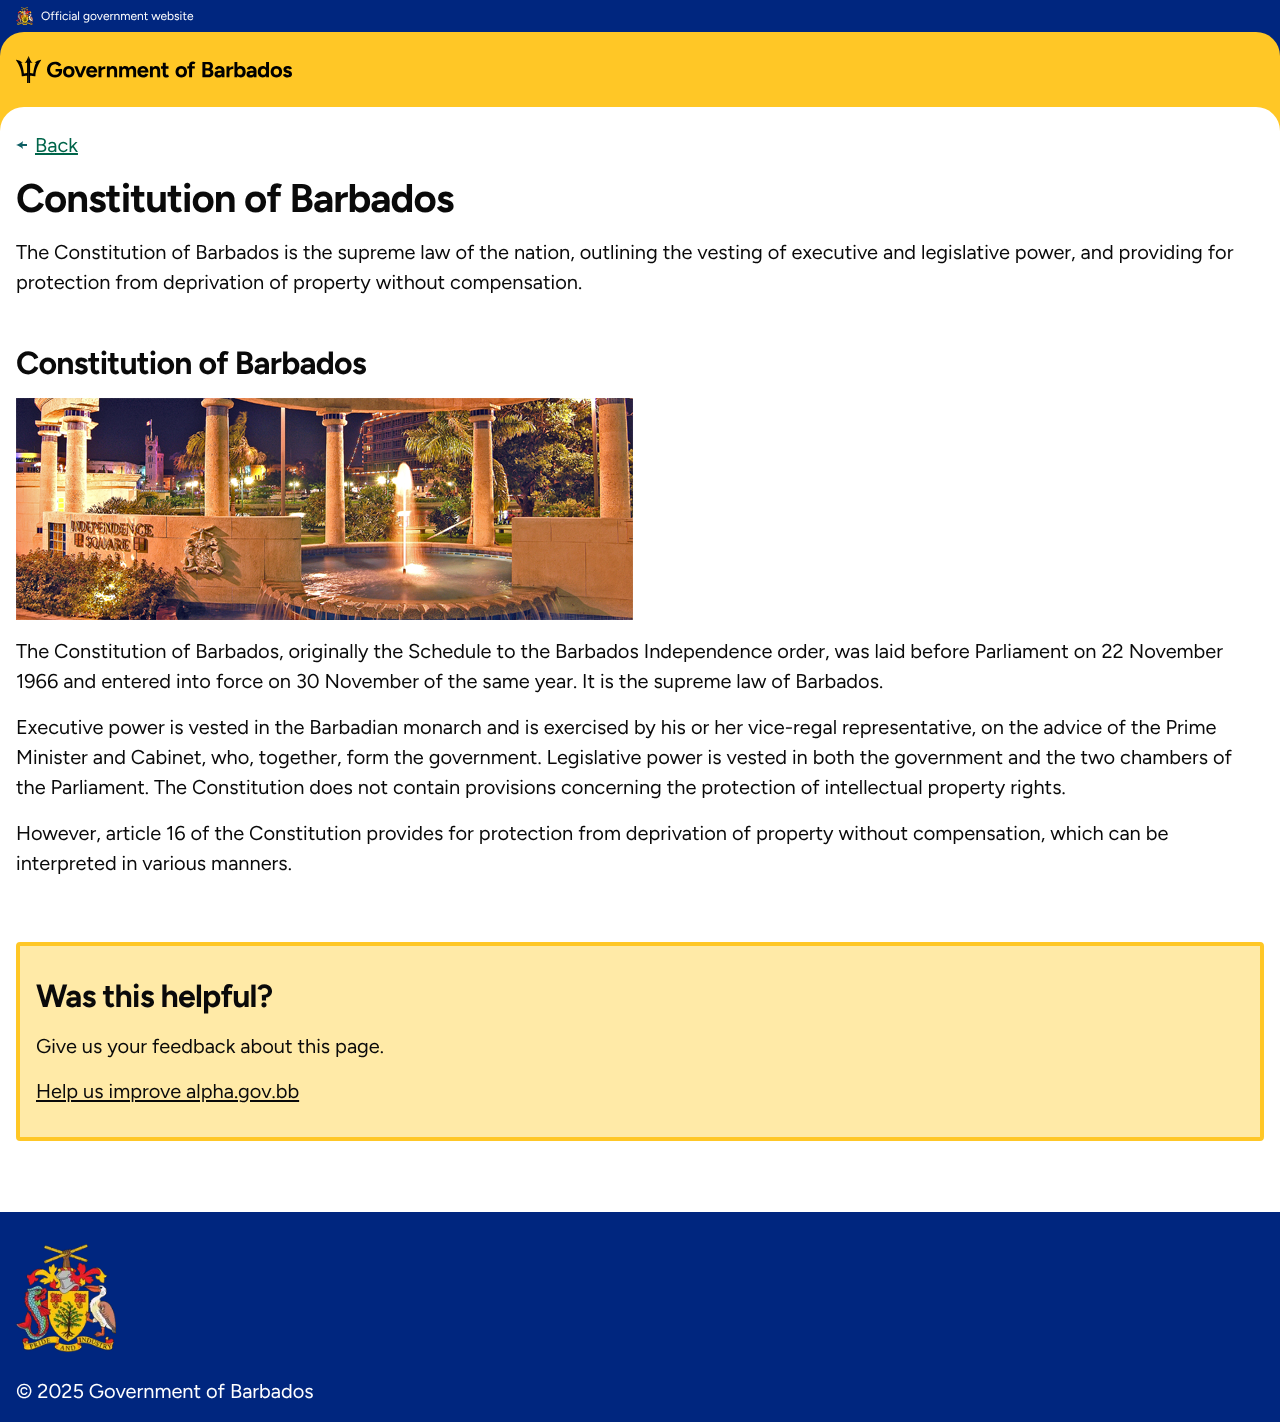 Official government website
Government of Barbados
Back
Constitution of Barbados
The Constitution of Barbados is the supreme law of the nation, outlining the vesting of executive and legislative power, and providing for
protection from deprivation of property without compensation.
Constitution of Barbados
INDEPENDENCE
SQUARE
The Constitution of Barbados, originally the Schedule to the Barbados Independence order, was laid before Parliament on 22 November
1966 and entered into force on 30 November of the same year. It is the supreme law of Barbados.
Executive power is vested in the Barbadian monarch and is exercised by his or her vice-regal representative, on the advice of the Prime
Minister and Cabinet, who, together, form the government. Legislative power is vested in both the government and the two chambers of
the Parliament. The Constitution does not contain provisions concerning the protection of intellectual property rights.
However, article 16 of the Constitution provides for protection from deprivation of property without compensation, which can be
interpreted in various manners.
Was this helpful?
Give us your feedback about this page.
Help us improve alpha.gov.bb
PRIDE AND INDUSTRY
© 2025 Government of Barbados